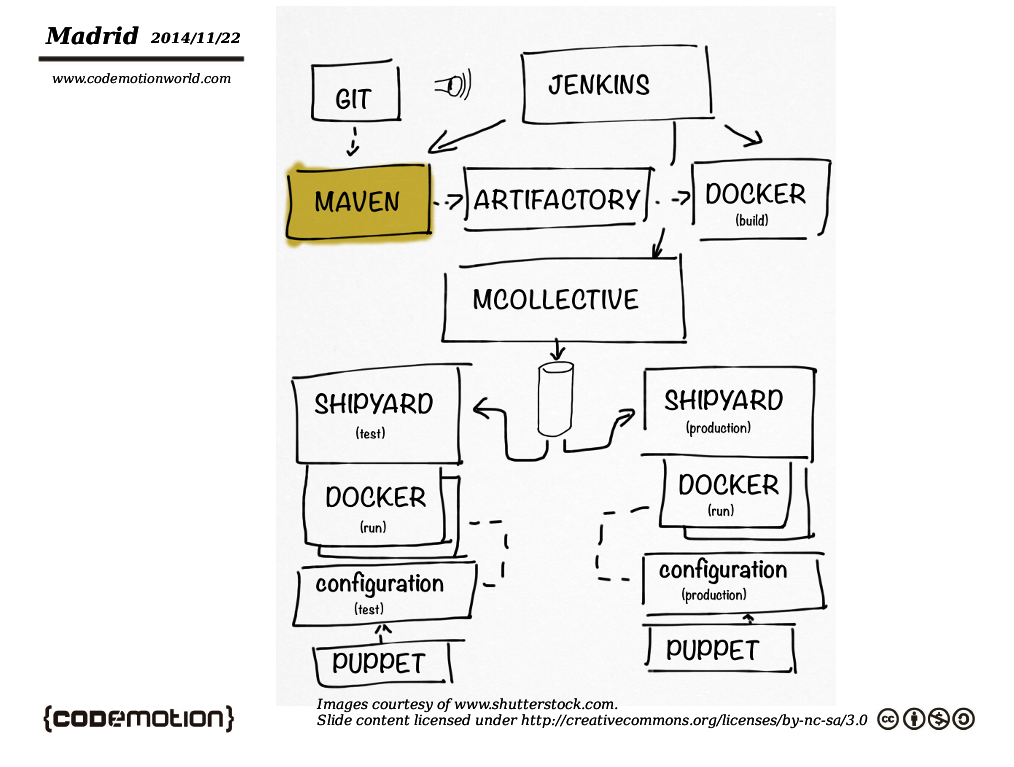 Madrid 2014/11/22
www.codemotionworld.com
GIT
JENKINS
MAVEN
ARTIFACTORY
DOCKER
(build)
MCOLLECTIVE
SHIPYARD
(test)
SHIPYARD
(production)
DOCKER
(run)
DOCKER
(run)
configuration
(test)
configuration
(production)
PUPPET
PUPPET
{codemotion}
Images courtesy of www.shutterstock.com.
Slide content licensed under http://creativecommons.org/licenses/by-nc-sa/3.0
cc